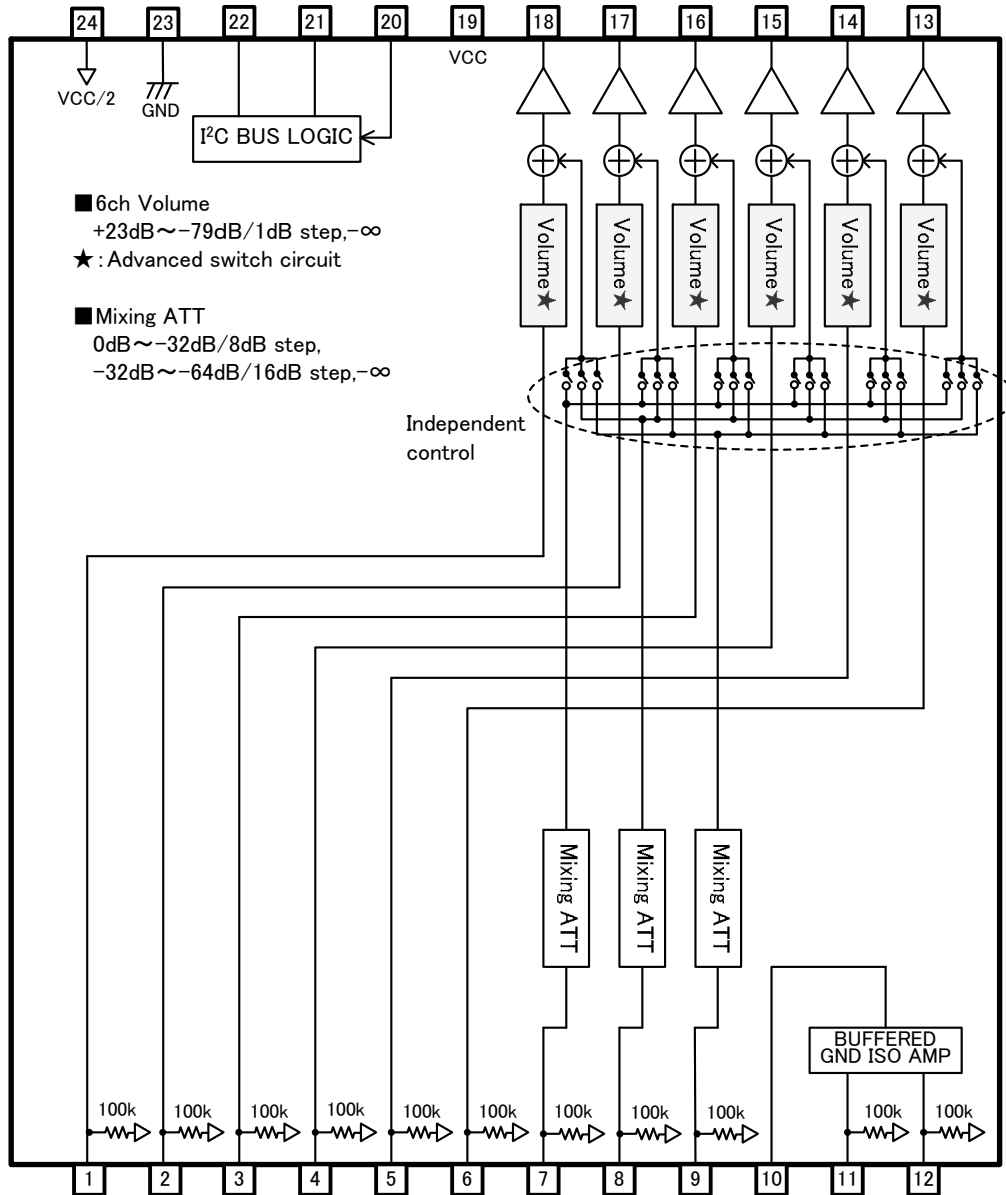 24 23 22 21 20 19 18 17 16 15 14 13
VCC
VCC/2
GND
I²C BUS LOGIC
■6ch Volume
+23dB～-79dB/1dB step,-∞
★:Advanced switch circuit
■Mixing ATT
0dB～-32dB/8dB step,
-32dB～-64dB/16dB step,-∞
Volume★ Volume★ Volume★ Volume★ Volume★ Volume★
Independent
control
Mixing ATT Mixing ATT Mixing ATT
BUFFERED
GND ISO AMP
100k 100k 100k 100k 100k 100k 100k 100k 100k 100k 100k
1 2 3 4 5 6 7 8 9 10 11 12